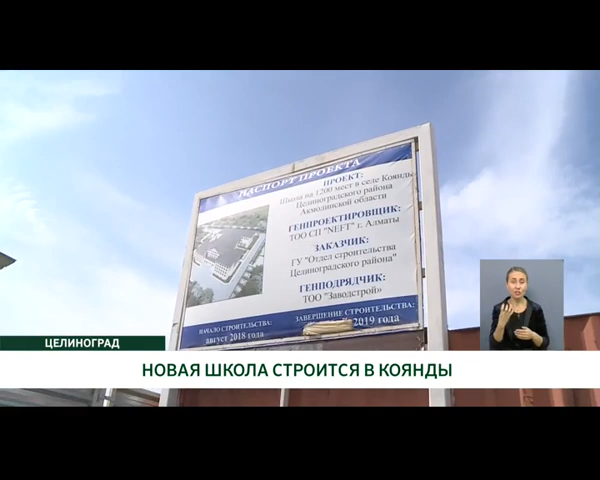 ПАСПОРТ ПРОЕКТА
ПРОЕКТ:
Школа на 1200 мест в селе Коянды
Целиноградского района
Акмолинской области
ГЕНПРОЕКТИРОВЩИК:
ТОО СП "NEFT" г. Алматы
ЗАКАЗЧИК:
ГУ "Отдел строительства
Целиноградского района"
ГЕНПОДРЯДЧИК:
ТОО "Заводстрой»
НАЧАЛО СТРОИТЕЛЬСТВА:
август 2018 года
ЗАВЕРШЕНИЕ СТРОИТЕЛЬСТВА:
2019 года
ЦЕЛИНОГРАД
НОВАЯ ШКОЛА СТРОИТСЯ В КОЯНДЫ